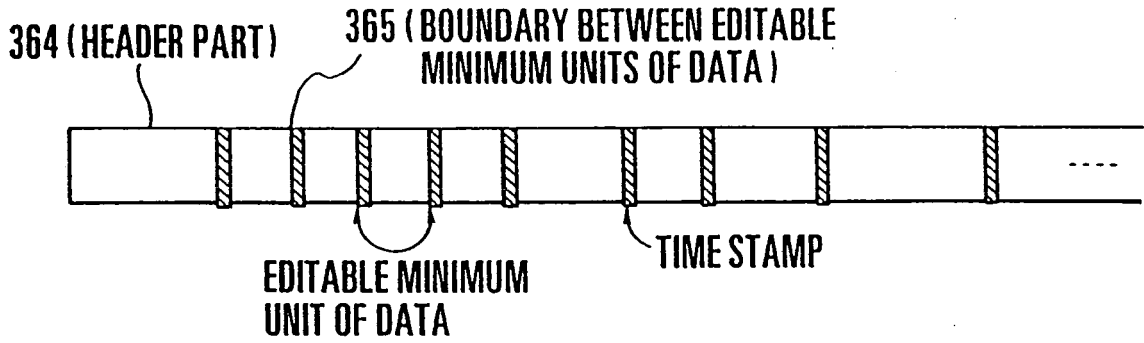 364 (HEADER PART)
365 (BOUNDARY BETWEEN EDITABLE
MINIMUM UNITS OF DATA)
EDITABLE MINIMUM
UNIT OF DATA
TIME STAMP